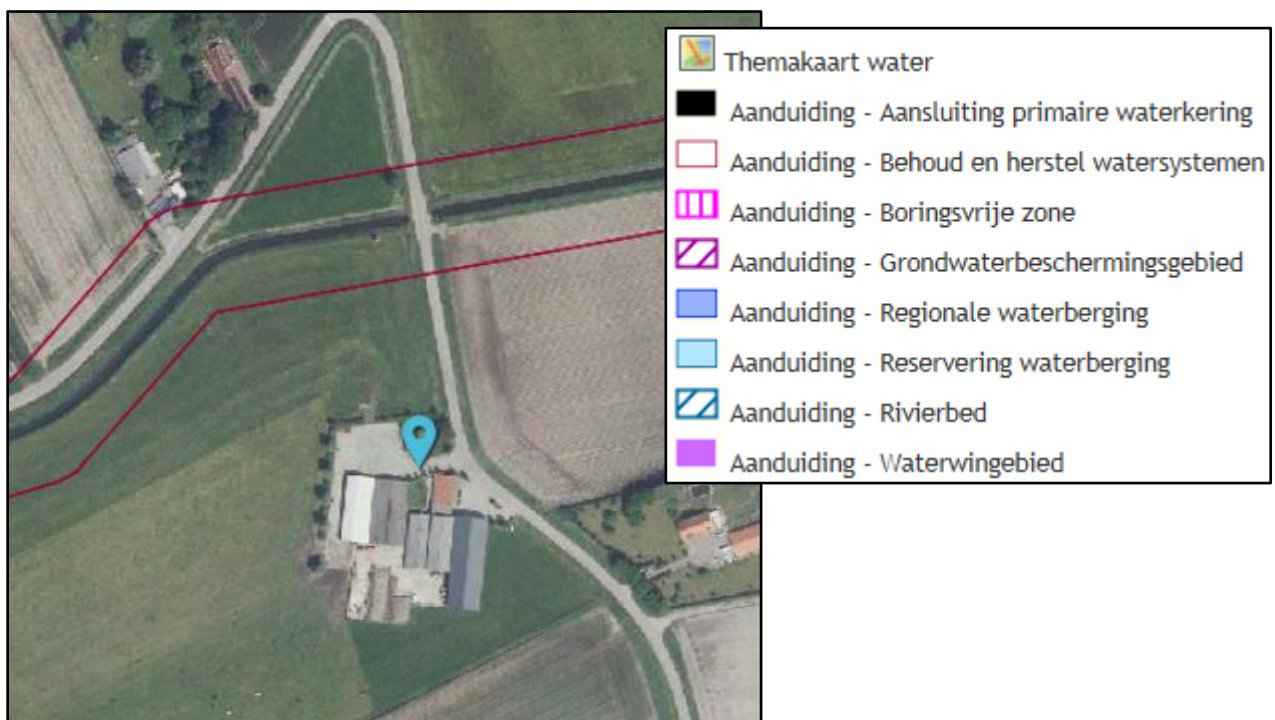 Themakaart water
Aanduiding - Aansluiting primaire waterkering
Aanduiding - Behoud en herstel watersystemen
Aanduiding - Boringsvrije zone
Aanduiding - Grondwaterbeschermingsgebied
Aanduiding - Regionale waterberging
Aanduiding - Reservering waterberging
Aanduiding - Rivierbed
Aanduiding - Waterwingebied